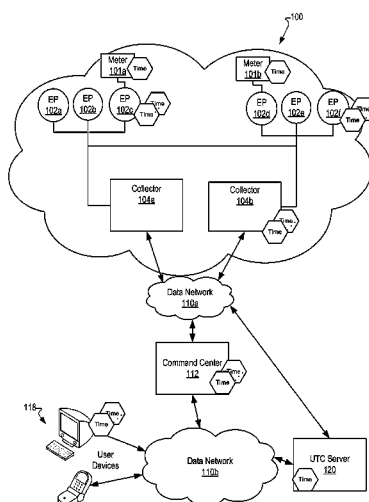 100
Meter
101a
Time
Meter
101b
Time
EP
102a
EP
102b
EP
102c
Time
EP
102d
EP
102e
EP
102f
Time
Time
Collector
104a
Collector
104b
Time
Time
Data Network
110a
Command Center
112
Time
Time
118
Time
Time
User
Devices
Data Network
110b
UTC Server
120
Time